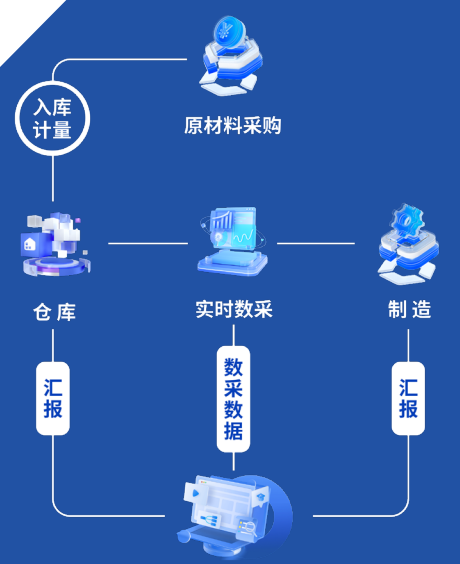 入库
计量
原材料采购
仓库
实时数采
制造
汇报
数采数据
汇报